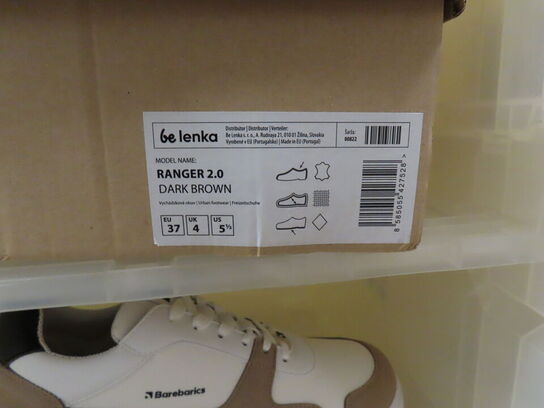 be lenka
Distribútor | Distributor | Verteiler:
Be Lenka s. r. o., A. Rudnaya 21, 010 01 Žilina, Slovakia
Vyrobené v EÚ (Portugalsko) | Made in EU (Portugal)
Šarža:
00822
MODEL NAME:
RANGER 2.0
DARK BROWN
Vychádzková obuv | Urban footwear | Freizeitschuhe
EU 37 UK 4 US 5½
8 585055 427528 >
Barebarics